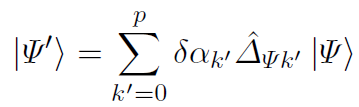 |Ψ′⟩ = ∑_{k′=0}^{p} δα_{k′} Δ̂_{Ψk′} |Ψ⟩